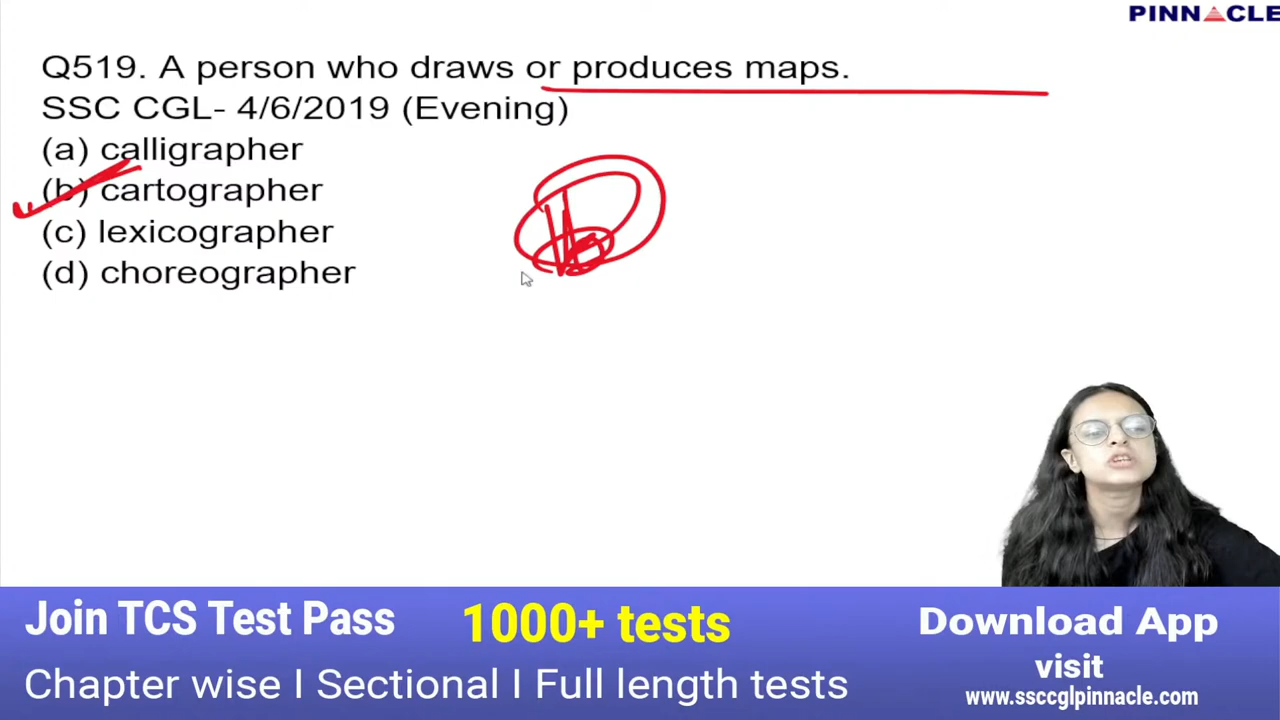 PINNACLE
Q519. A person who draws or produces maps.
SSC CGL- 4/6/2019 (Evening)
(a) calligrapher
(b) cartographer
(c) lexicographer
(d) choreographer
Join TCS Test Pass
1000+ tests
Chapter wise I Sectional I Full length tests
Download App
visit
www.ssccglpinnacle.com